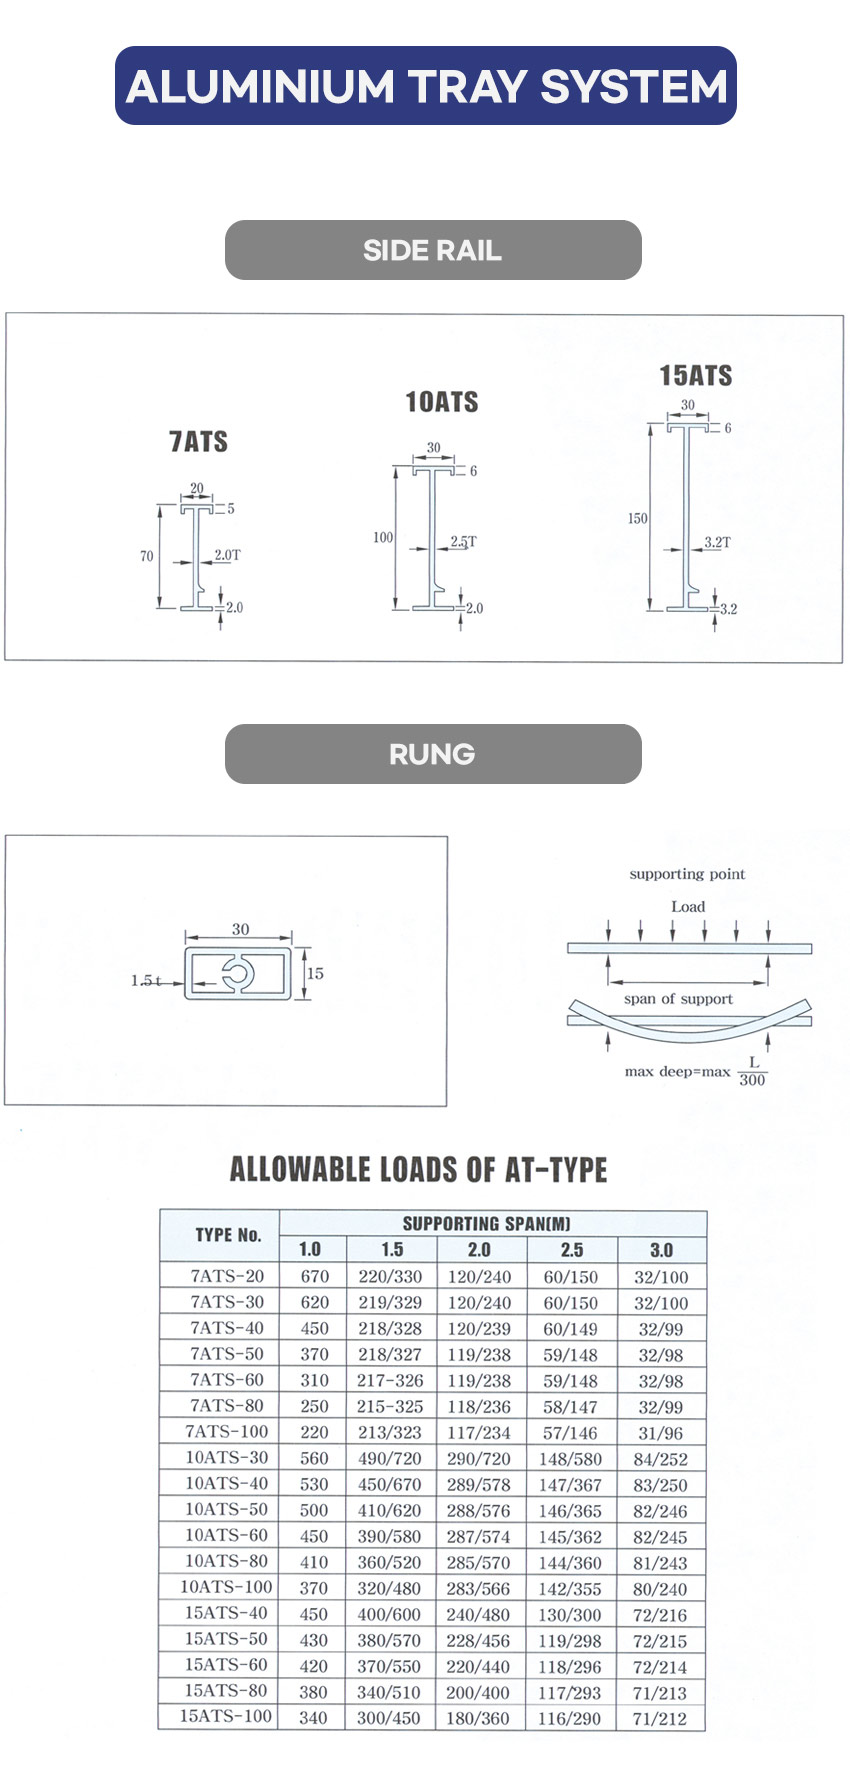 ALUMINIUM TRAY SYSTEM
SIDE RAIL
7ATS
20
5
70
2.0T
2.0
10ATS
30
6
100
2.5T
2.0
15ATS
30
6
150
3.2T
3.2
RUNG
30
1.5t
15
supporting point
Load
span of support
max deep=max L/300
ALLOWABLE LOADS OF AT-TYPE
TYPE No. SUPPORTING SPAN(M)
1.0 1.5 2.0 2.5 3.0
7ATS-20 670 220/330 120/240 60/150 32/100
7ATS-30 620 219/329 120/240 60/150 32/100
7ATS-40 450 218/328 120/239 60/149 32/99
7ATS-50 370 218/327 119/238 59/148 32/98
7ATS-60 310 217-326 119/238 59/148 32/98
7ATS-80 250 215-325 118/236 58/147 32/99
7ATS-100 220 213/323 117/234 57/146 31/96
10ATS-30 560 490/720 290/720 148/580 84/252
10ATS-40 530 450/670 289/578 147/367 83/250
10ATS-50 500 410/620 288/576 146/365 82/246
10ATS-60 450 390/580 287/574 145/362 82/245
10ATS-80 410 360/520 285/570 144/360 81/243
10ATS-100 370 320/480 283/566 142/355 80/240
15ATS-40 450 400/600 240/480 130/300 72/216
15ATS-50 430 380/570 228/456 119/298 72/215
15ATS-60 420 370/550 220/440 118/296 72/214
15ATS-80 380 340/510 200/400 117/293 71/213
15ATS-100 340 300/450 180/360 116/290 71/212